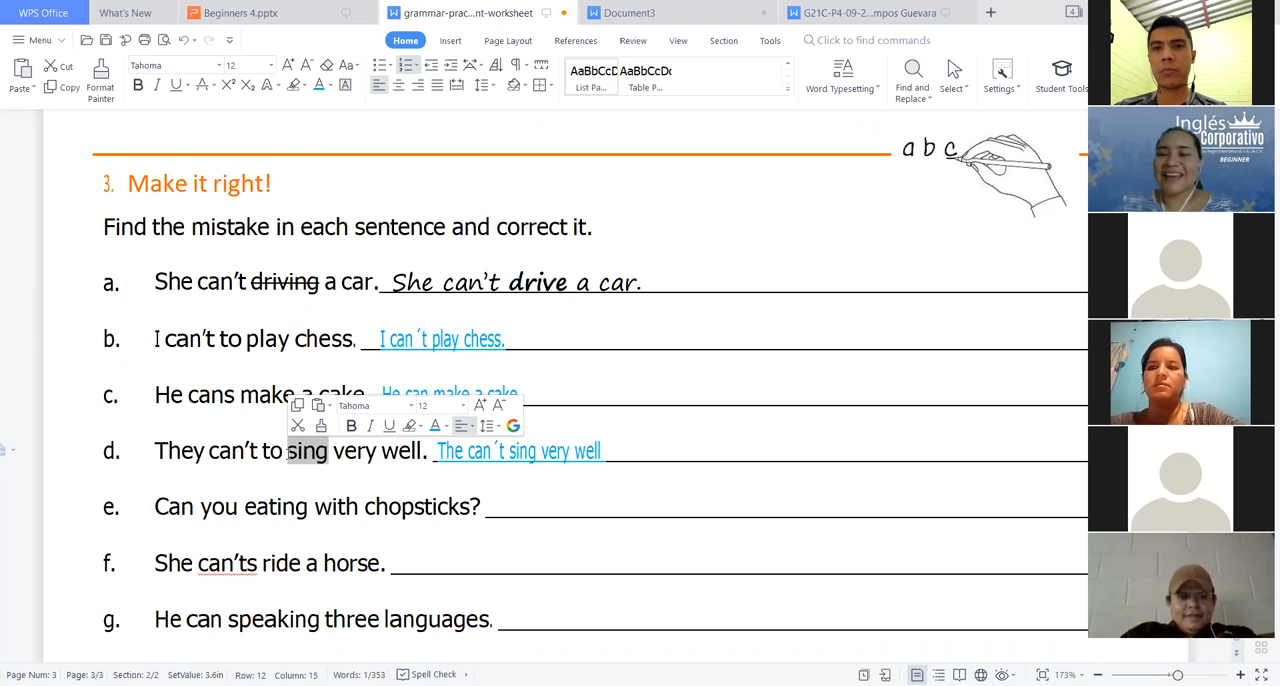 WPS Office What's New Beginners 4.pptx grammar-prac...nt-worksheet Document3 G21C-P4-09-2...mpos Guevara + 4
Menu Home Insert Page Layout References Review View Section Tools Click to find commands
Paste Cut Copy Format Painter Tahoma 12 AaBbCcD List Pa... AaBbCcDc Table P... Word Typesetting Find and Replace Select Settings Student Tools
a b c
3. Make it right!
Find the mistake in each sentence and correct it.
a. She can't driving a car. She can't drive a car.
b. I can't to play chess. I can´t play chess.
c. He cans make a cake. He can make a cake
Tahoma 12
d. They can't to sing very well. The can´t sing very well
e. Can you eating with chopsticks?
f. She can'ts ride a horse.
g. He can speaking three languages.
Page Num: 3 Page: 3/3 Section: 2/2 SetValue: 3.6in Row: 12 Column: 15 Words: 1/353 Spell Check 173%
Inglés
Corporativo
BEGINNER